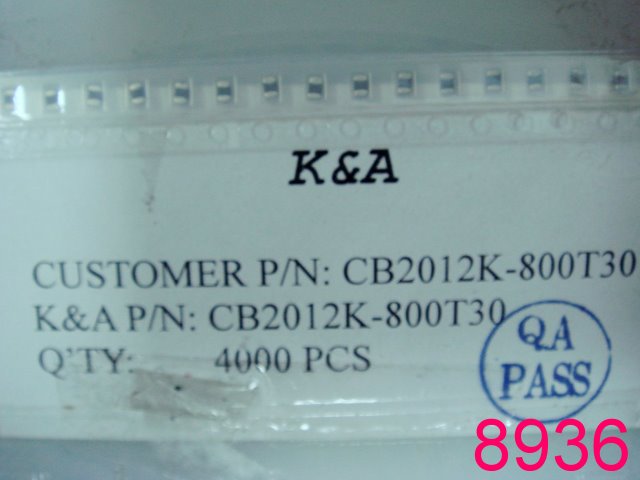 K&A
CUSTOMER P/N: CB2012K-800T30
K&A P/N: CB2012K-800T30
Q'TY: 4000 PCS
QA
PASS
8936